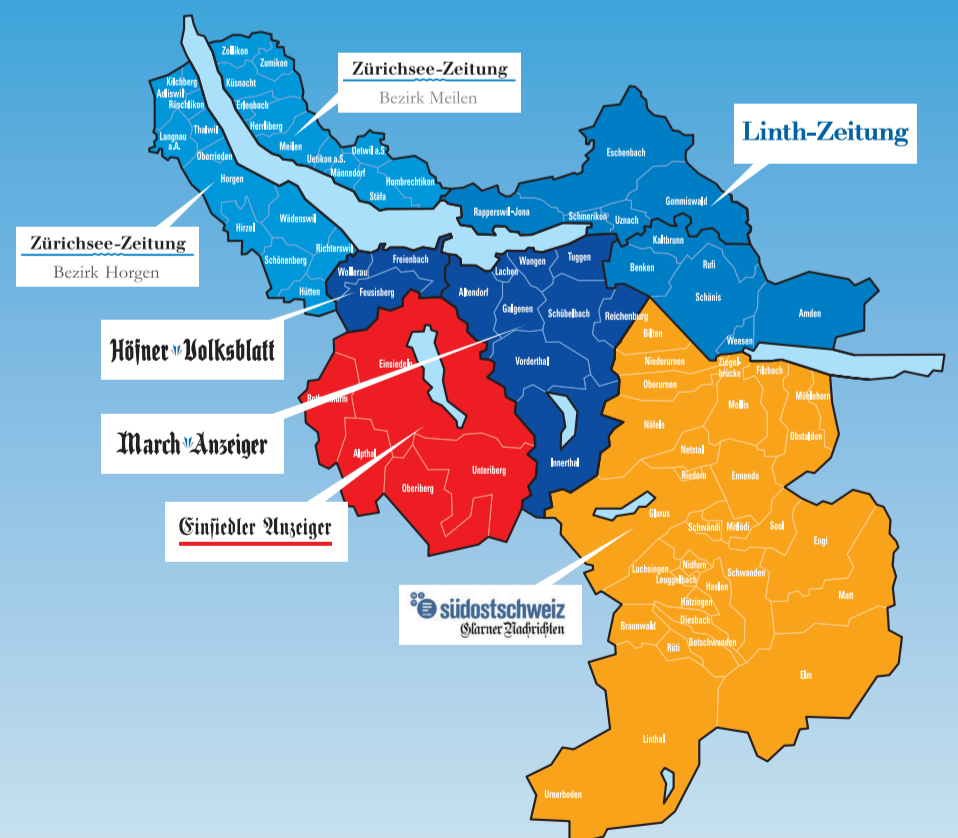 Zürichsee-Zeitung
Bezirk Meilen
Linth-Zeitung
Zürichsee-Zeitung
Bezirk Horgen
Höfner Volksblatt
March Anzeiger
Einsiedler Anzeiger
südostschweiz
Glarner Nachrichten
Zollikon
Zumikon
Kilchberg
Küsnacht
Adliswil
Rüschlikon
Erlenbach
Thalwil
Herrliberg
Langnau
a.A.
Meilen
Oberrieden
Uetikon a.S.
Oetwil a.S.
Männedorf
Horgen
Hombrechtikon
Stäfa
Wädenswil
Hirzel
Richterswil
Schönenberg
Hütten
Eschenbach
Gommiswald
Rapperswil-Jona
Schmerikon
Uznach
Kaltbrunn
Benken
Rufi
Schänis
Amden
Weesen
Wollerau
Freienbach
Feusisberg
Altendorf
Lachen
Wangen
Tuggen
Galgenen
Schübelbach
Reichenburg
Vorderthal
Innerthal
Einsiedeln
Rothenthurm
Alpthal
Oberiberg
Unteriberg
Bilten
Niederurnen
Oberurnen
Ziegel-
brücke
Filzbach
Mühlehorn
Mollis
Obstalden
Näfels
Netstal
Riedern
Ennenda
Glarus
Schwändi
Mitlödi
Sool
Engi
Luchsingen
Nidfurn
Leuggelbach
Haslen
Schwanden
Hätzingen
Matt
Diesbach
Braunwald
Betschwanden
Rüti
Elm
Linthal
Urnerboden